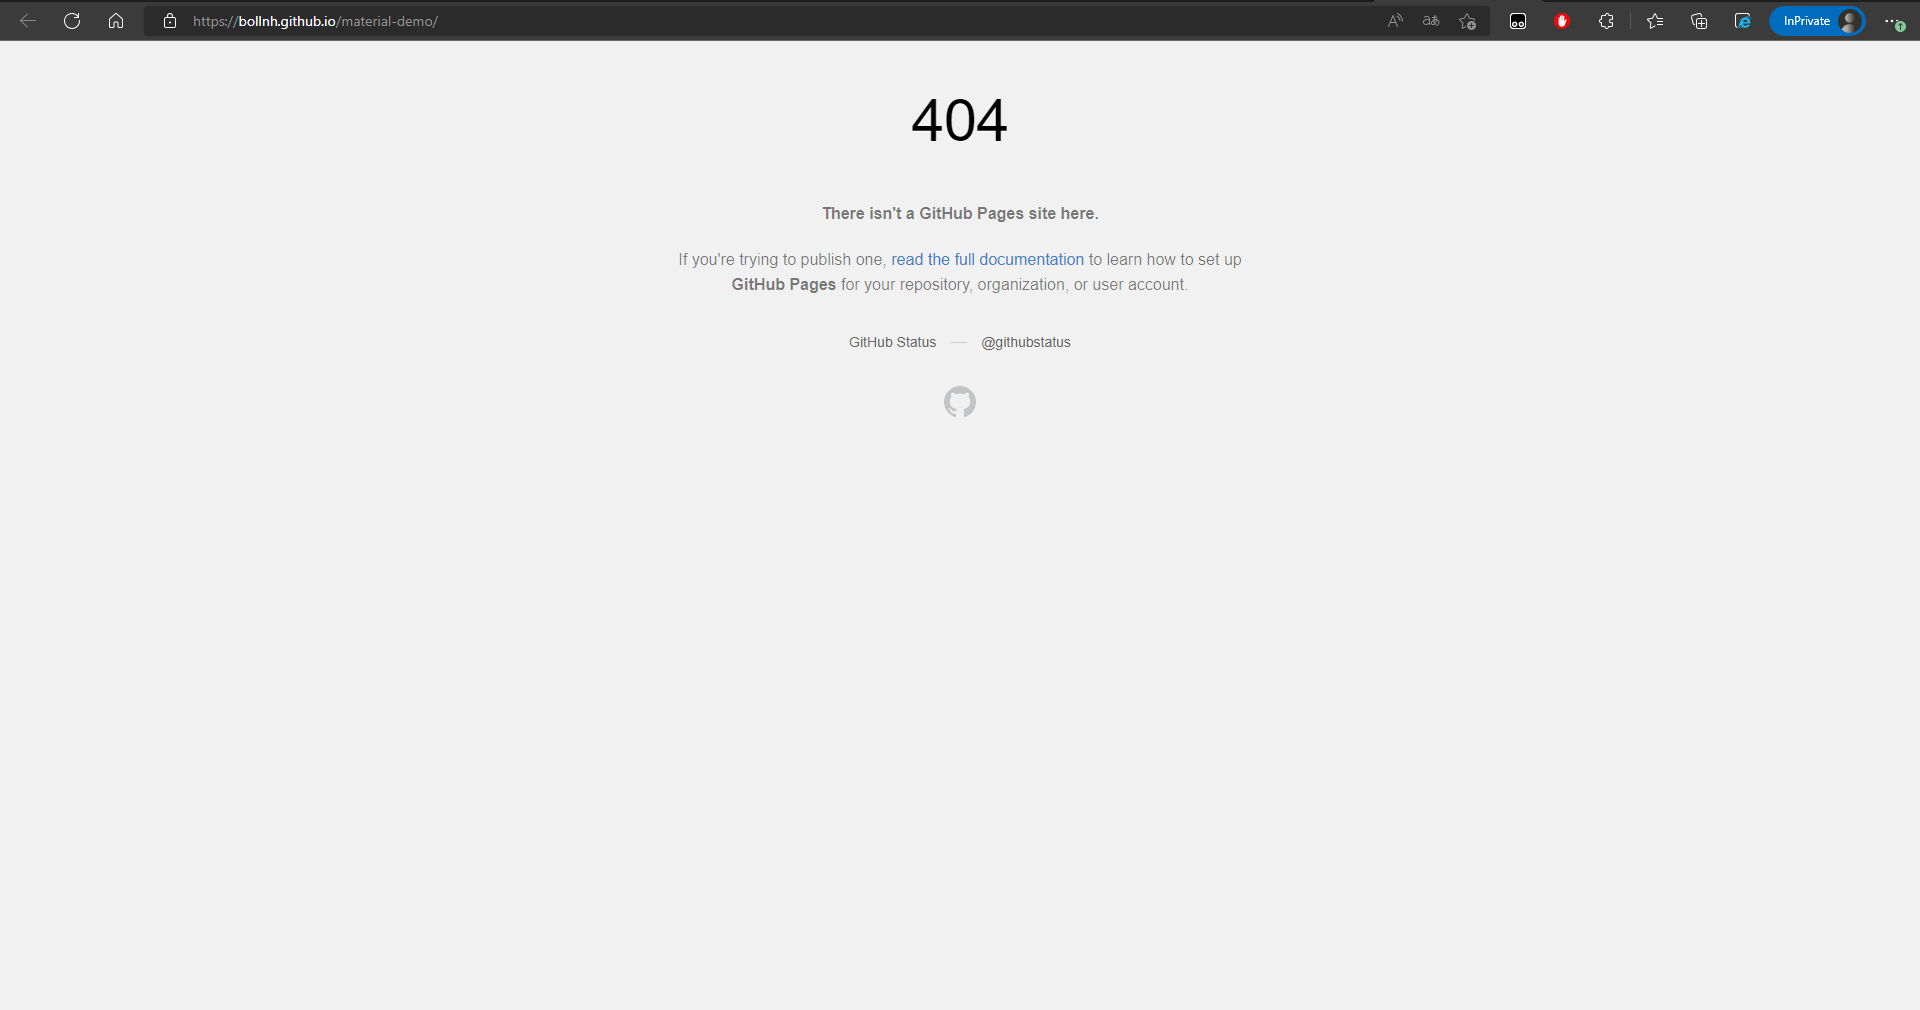 https://bollnh.github.io/material-demo/
InPrivate
404
There isn't a GitHub Pages site here.
If you're trying to publish one, read the full documentation to learn how to set up
GitHub Pages for your repository, organization, or user account.
GitHub Status — @githubstatus